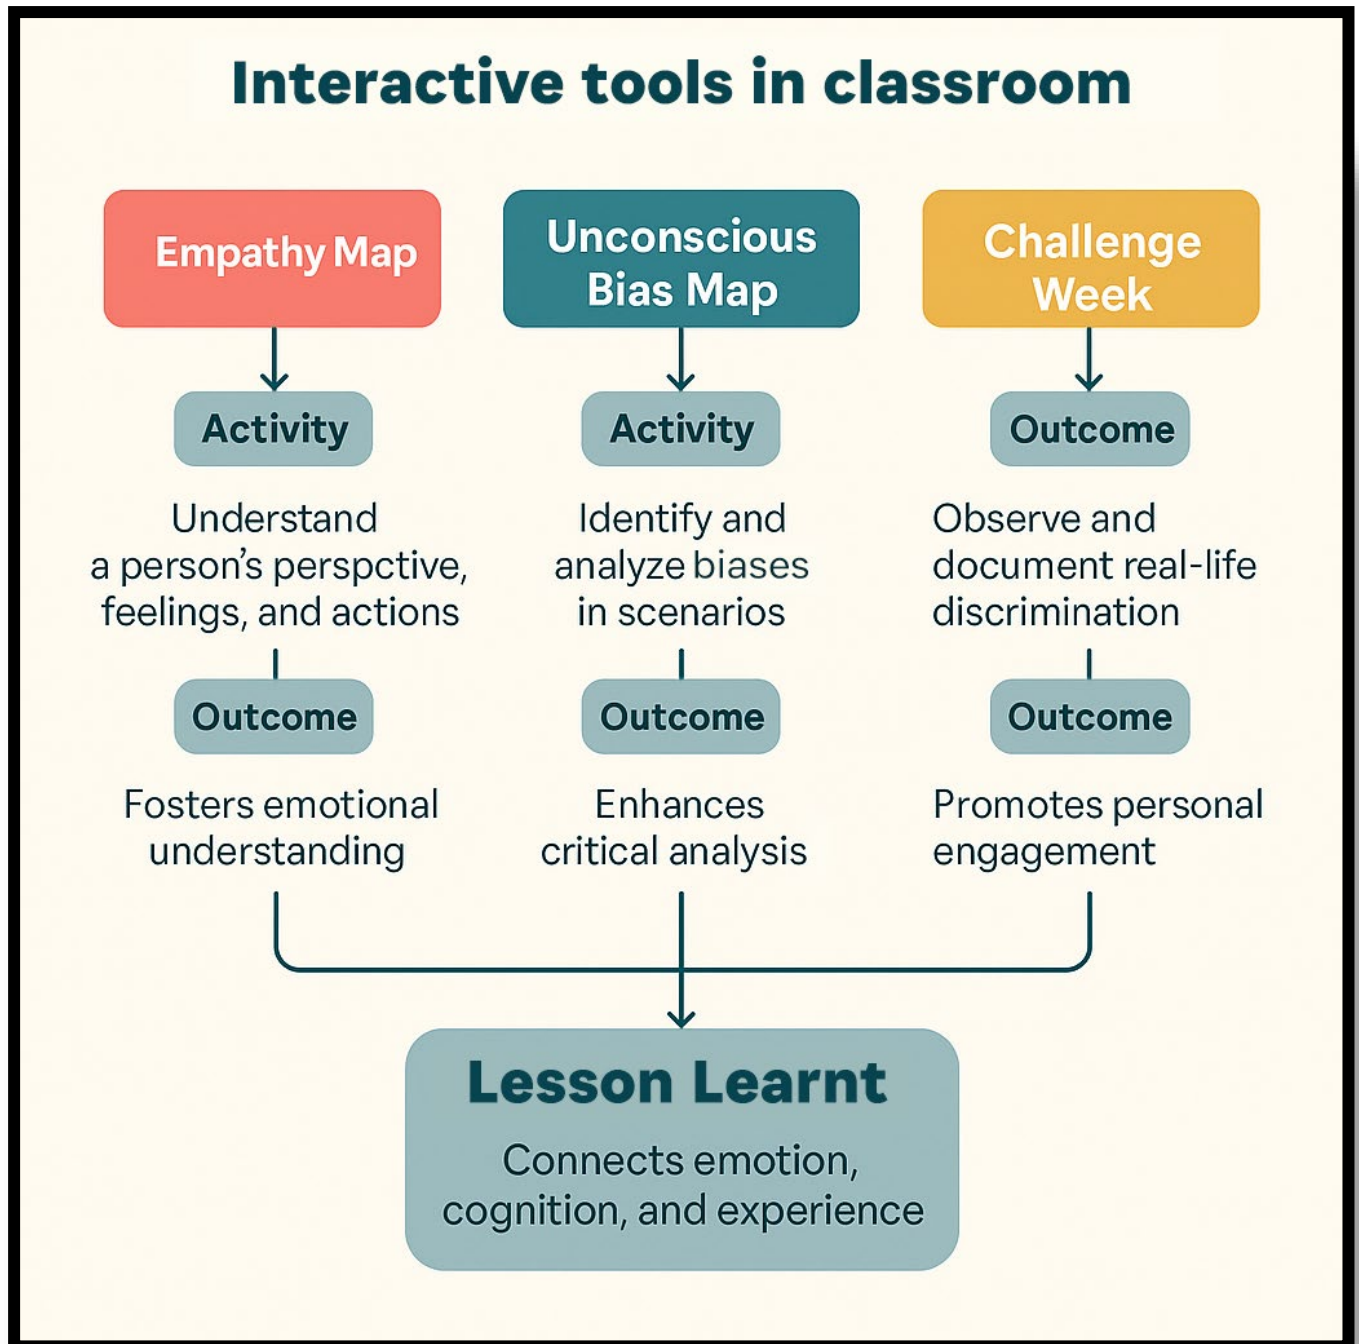 Interactive tools in classroom
Empathy Map
Activity
Understand
a person’s perspctive,
feelings, and actions
Outcome
Fosters emotional
understanding
Unconscious
Bias Map
Activity
Identify and
analyze biases
in scenarios
Outcome
Enhances
critical analysis
Challenge
Week
Outcome
Observe and
document real-life
discrimination
Outcome
Promotes personal
engagement
Lesson Learnt
Connects emotion,
cognition, and experience